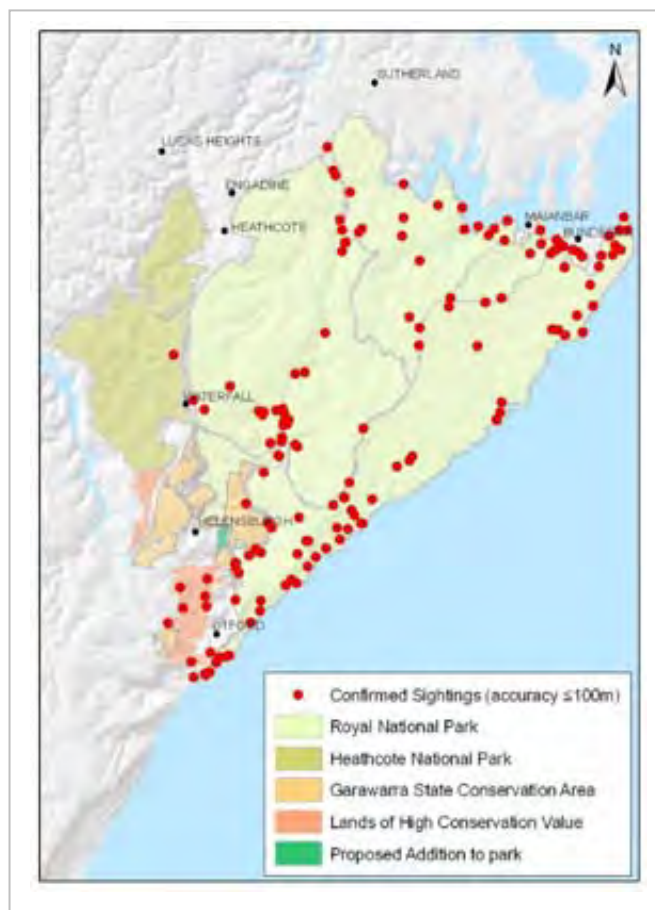 N
SUTHERLAND
LUCAS HEIGHTS
ENGADINE
HEATHCOTE
MAIANBAR
WATERFALL
HELENSBURGH
OTFORD
Confirmed Sightings (accuracy ≤100m)
Royal National Park
Heathcote National Park
Garawarra State Conservation Area
Lands of High Conservation Value
Proposed Addition to park